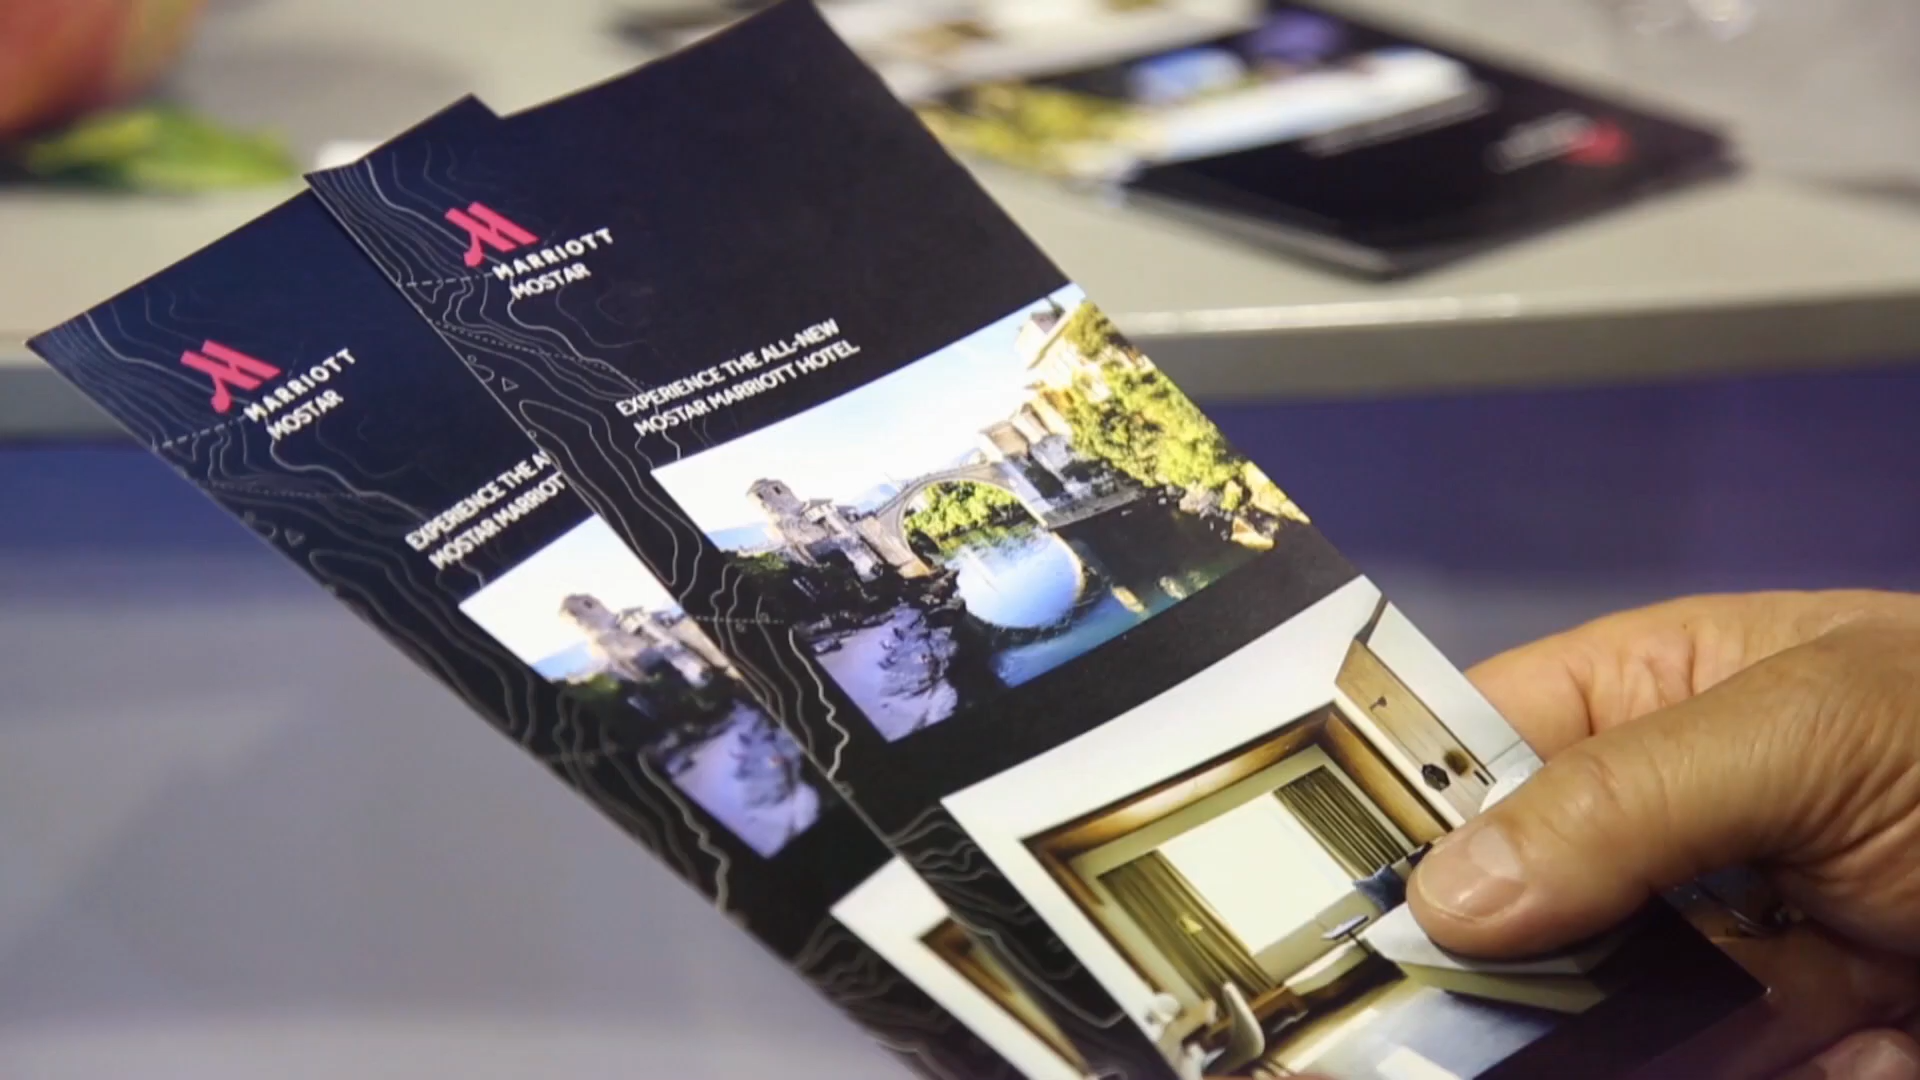 MARRIOTT
MOSTAR
EXPERIENCE THE A
MOSTAR MARRIOT
MARRIOTT
MOSTAR
EXPERIENCE THE ALL-NEW
MOSTAR MARRIOTT HOTEL